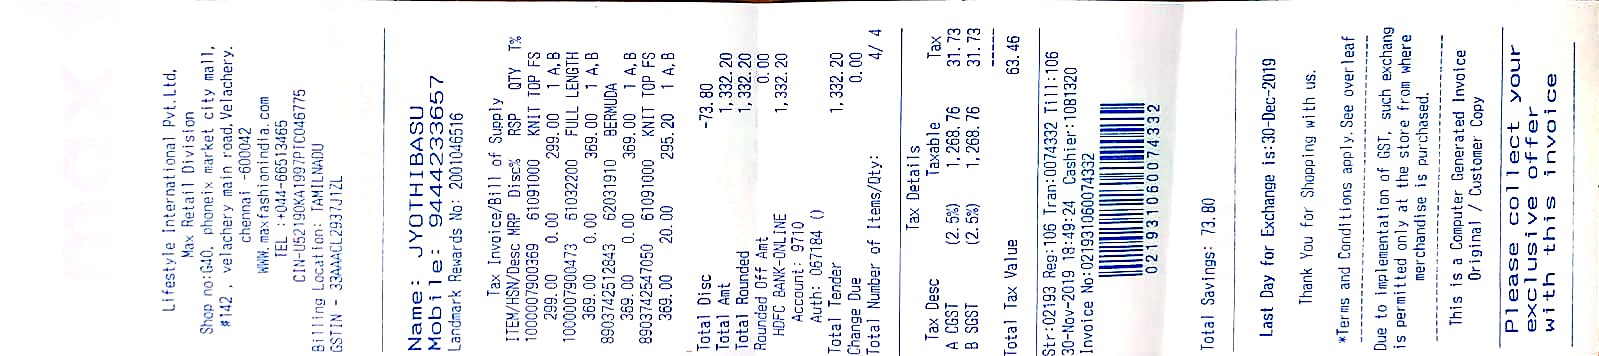 max
Lifestyle International Pvt.Ltd,
Max Retail Division
Shop no:G40, phoneix market city mall,
#142 , velachery main road,Velachery.
chennai -600042
WWW.maxfashionindia.com
TEL :+044-66513465
CIN-U52190KA1997PTC046775
Billing Location: TAMILNADU
GSTIN - 33AAACL2937J1ZL
Name: JYOTHIBASU
Mobile: 9444233657
Landmark Rewards No: 2001046516
Tax Invoice/Bill of Supply
ITEM/HSN/Desc MRP Disc% RSP QTY T%
1000007900369 61091000 KNIT TOP FS
299.00 0.00 299.00 1 A,B
1000007900473 61032200 FULL LENGTH
369.00 0.00 369.00 1 A,B
8903742512843 62031910 BERMUDA
369.00 0.00 369.00 1 A,B
8903742547050 61091000 KNIT TOP FS
369.00 20.00 295.20 1 A,B
Total Disc -73.80
Total Amt 1,332.20
Total Rounded 1,332.20
Rounded Off Amt 0.00
HDFC BANK-ONLINE 1,332.20
Account: 9710
Auth: 067184 ()
Total Tender 1,332.20
Change Due 0.00
Total Number of Items/Qty: 4/ 4
Tax Details
Tax Desc Taxable Tax
A CGST (2.5%) 1,268.76 31.73
B SGST (2.5%) 1,268.76 31.73
------
Total Tax Value 63.46
Str:02193 Reg:106 Tran:0074332 Till:106
30-Nov-2019 18:49:24 Cashier:1081320
Invoice No:021931060074332
021931060074332
Total Savings: 73.80
Last Day for Exchange is:30-Dec-2019
Thank You for Shopping with us.
*Terms and Conditions apply.See overleaf
Due to implementation of GST, such exchang
is permitted only at the store from where
merchandise is purchased.
This is a Computer Generated Invoice
Original / Customer Copy
Please collect your
exclusive offer
with this invoice